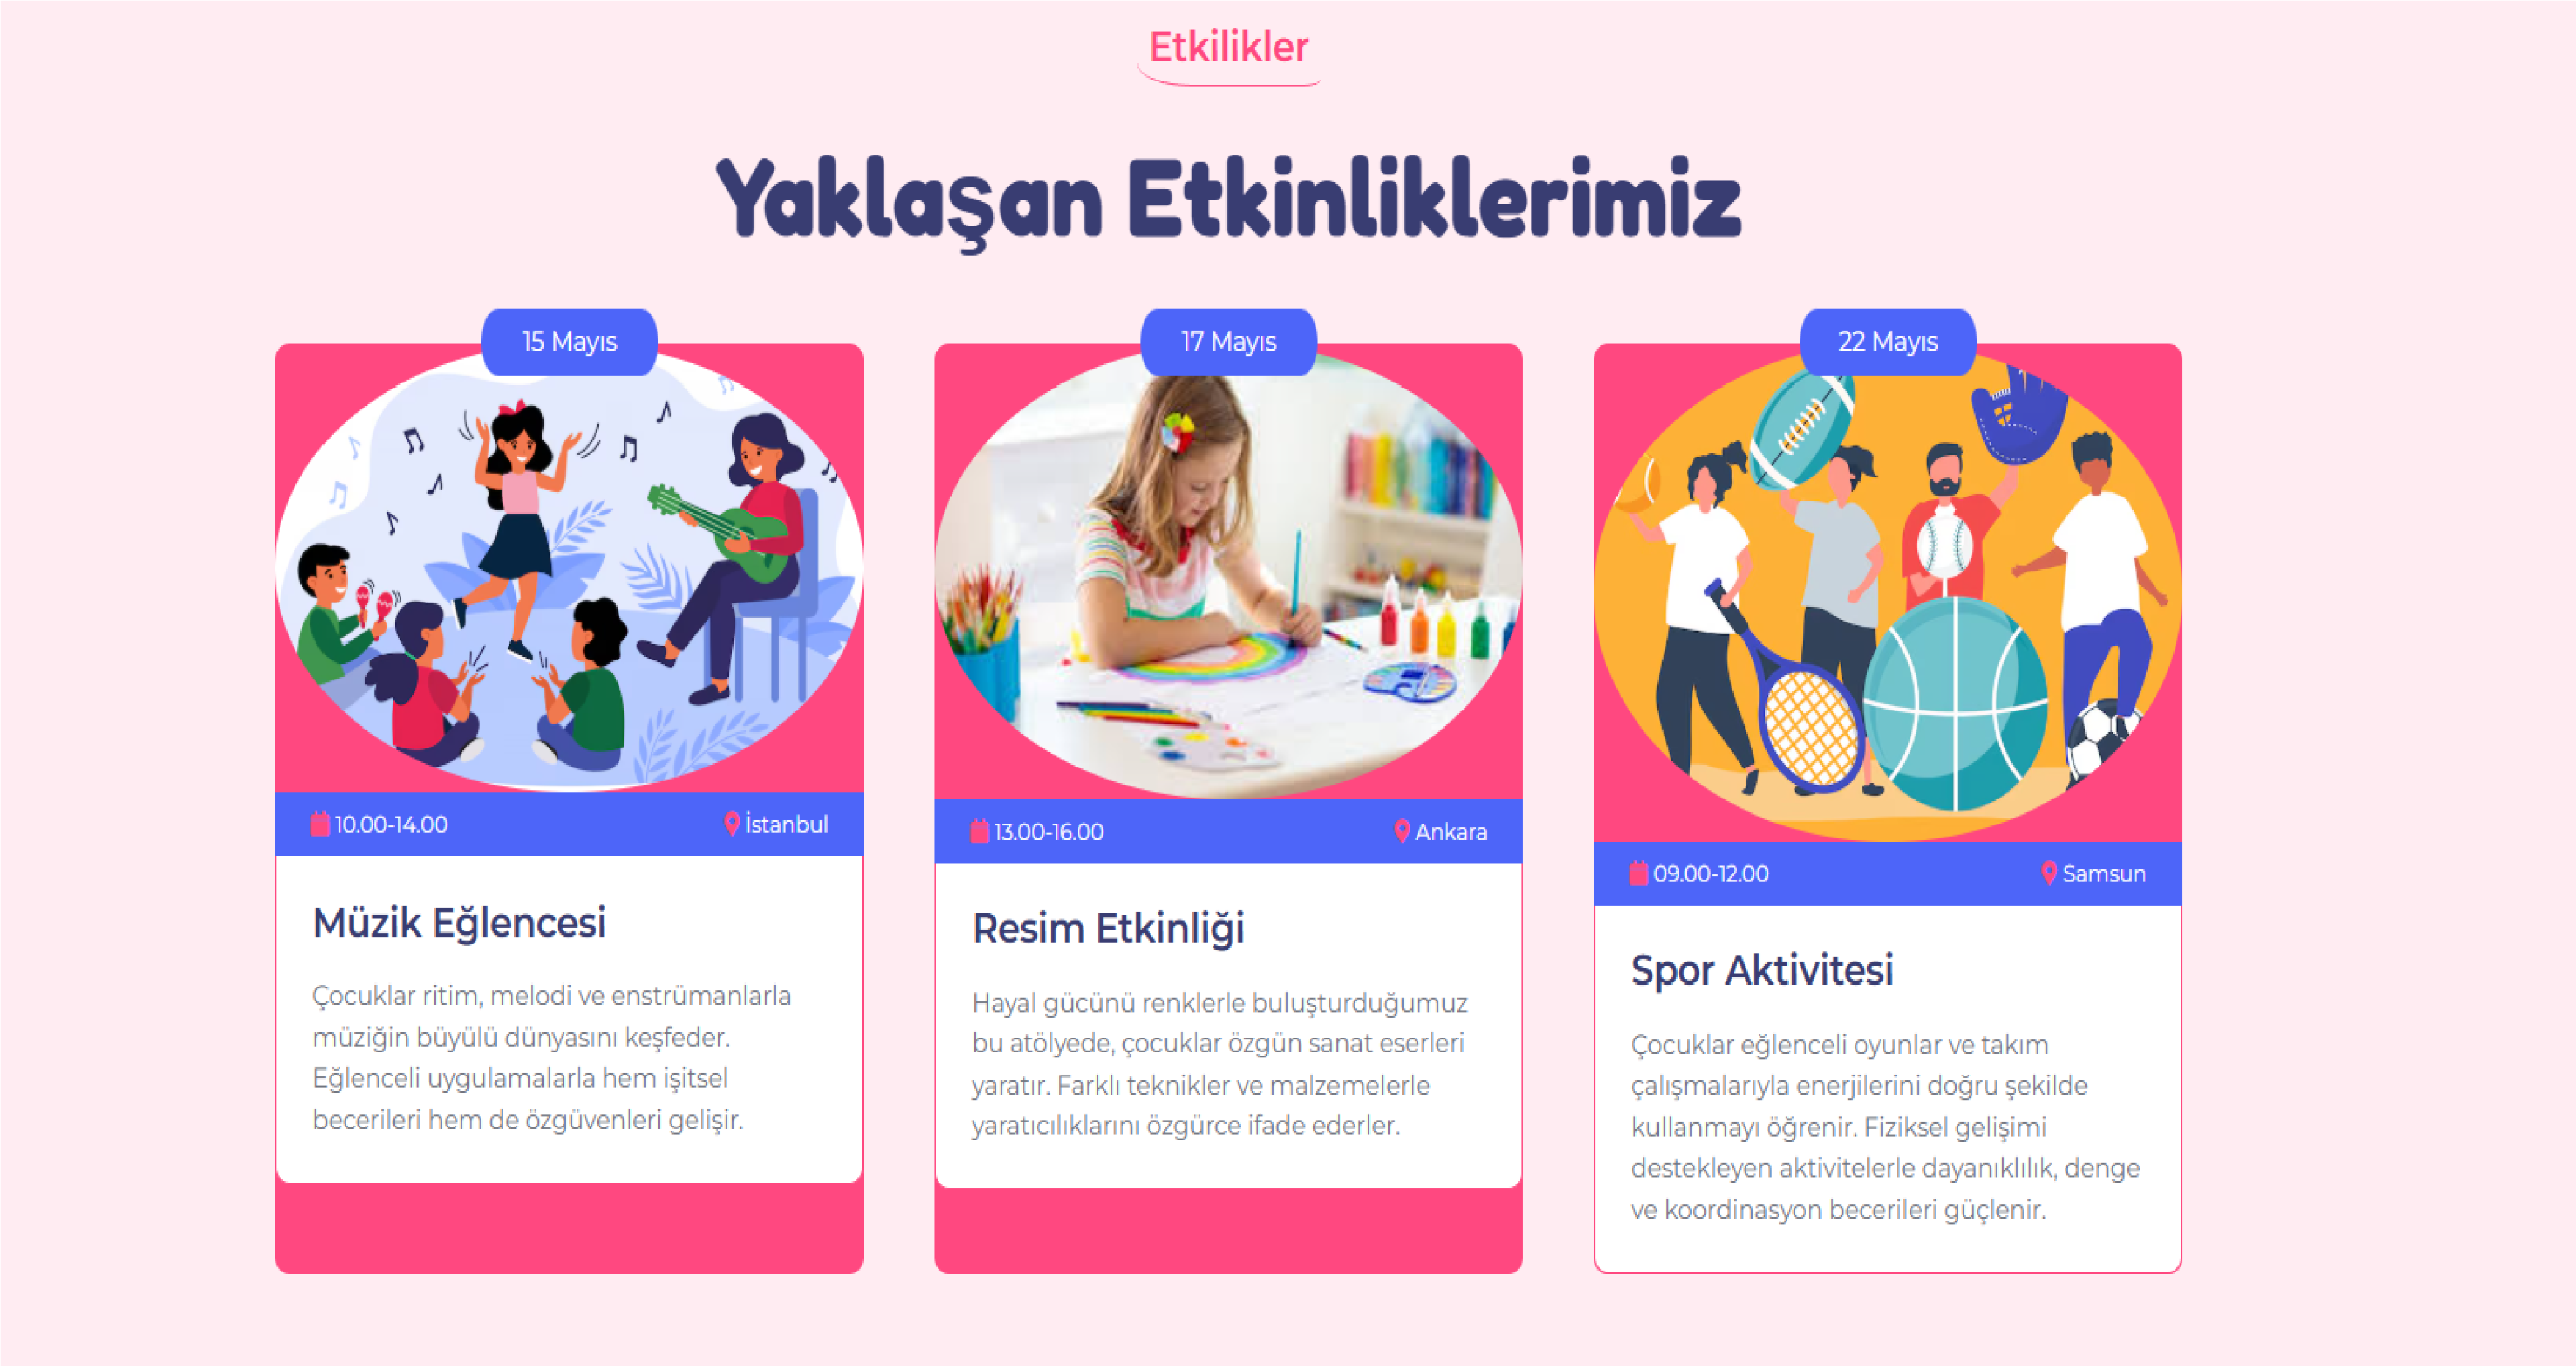 Etkilikler
Yaklaşan Etkinliklerimiz
15 Mayıs
10.00-14.00 İstanbul
Müzik Eğlencesi
Çocuklar ritim, melodi ve enstrümanlarla
müziğin büyülü dünyasını keşfeder.
Eğlenceli uygulamalarla hem işitsel
becerileri hem de özgüvenleri gelişir.
17 Mayıs
13.00-16.00 Ankara
Resim Etkinliği
Hayal gücünü renklerle buluşturduğumuz
bu atölyede, çocuklar özgün sanat eserleri
yaratır. Farklı teknikler ve malzemelerle
yaratıcılıklarını özgürce ifade ederler.
22 Mayıs
09.00-12.00 Samsun
Spor Aktivitesi
Çocuklar eğlenceli oyunlar ve takım
çalışmalarıyla enerjilerini doğru şekilde
kullanmayı öğrenir. Fiziksel gelişimi
destekleyen aktivitelerle dayanıklılık, denge
ve koordinasyon becerileri güçlenir.